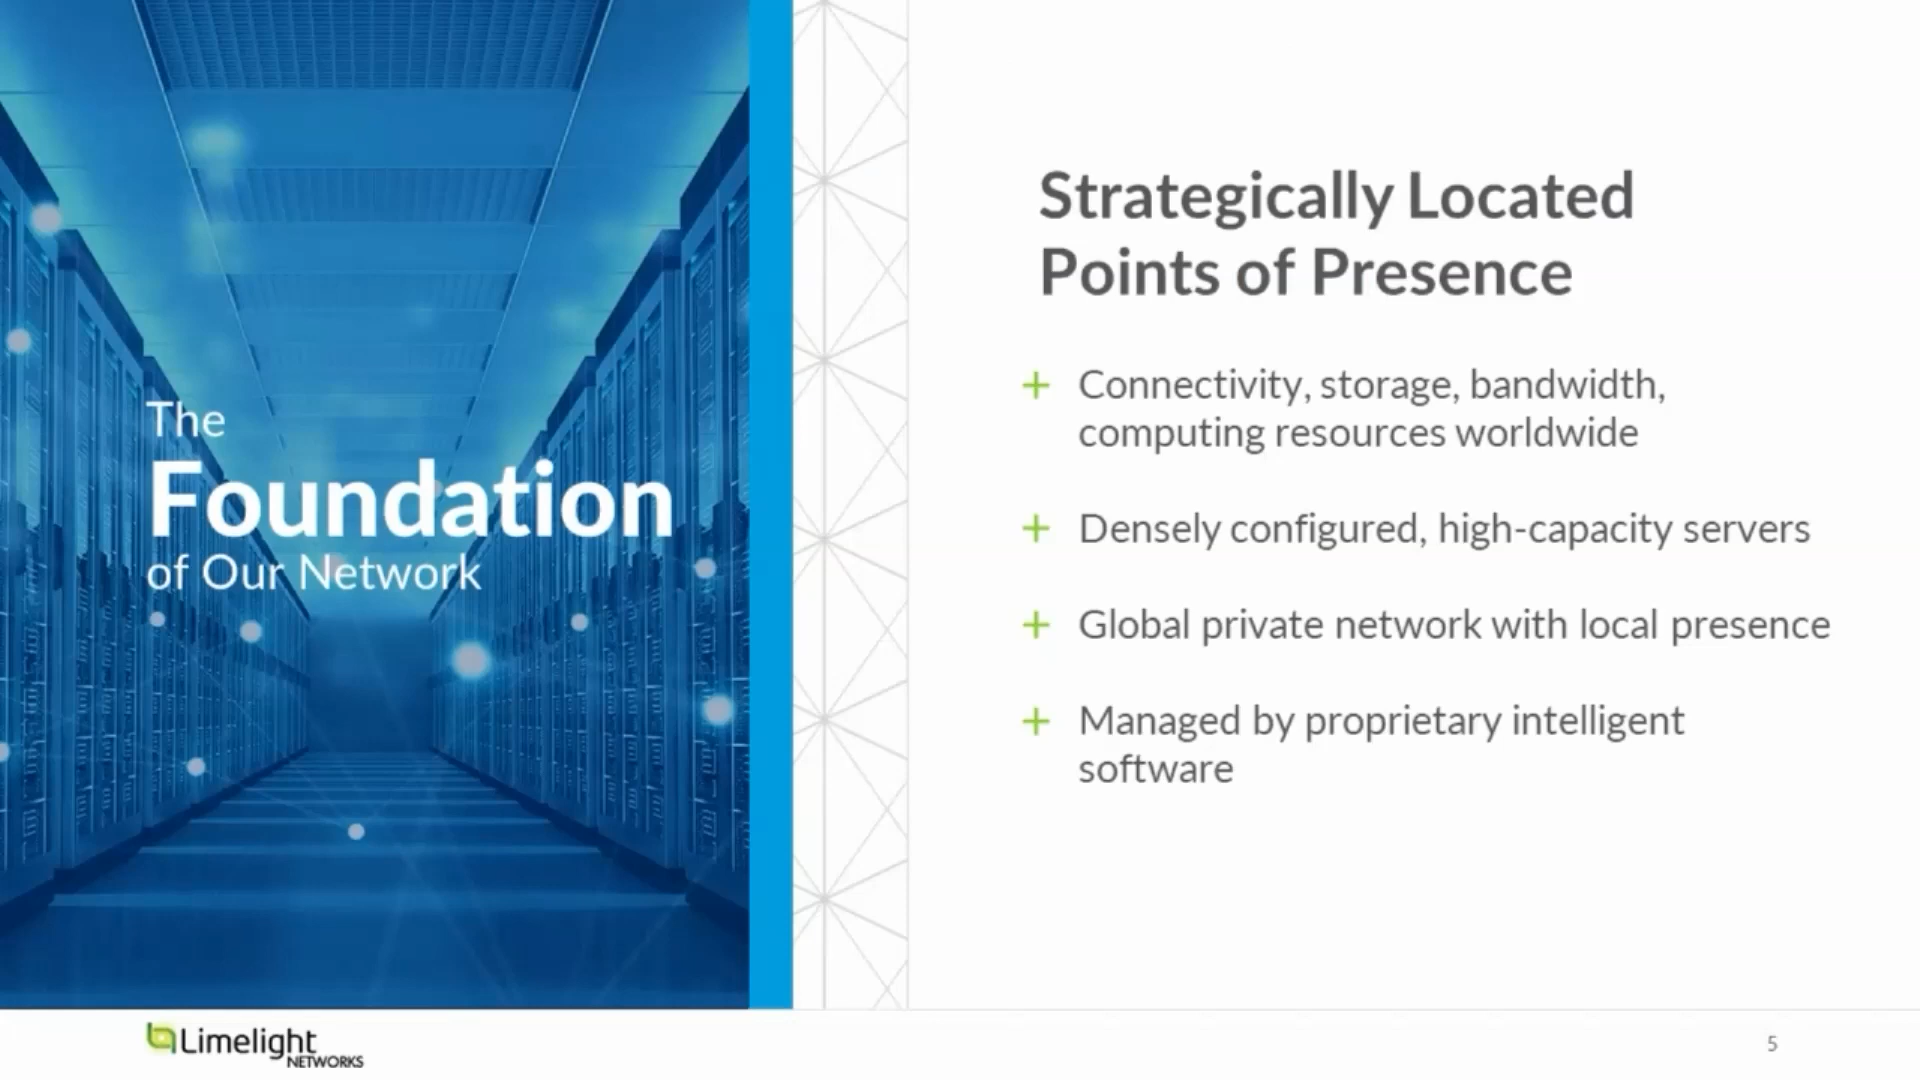 The
Foundation
of Our Network
Strategically Located
Points of Presence
+ Connectivity, storage, bandwidth,
computing resources worldwide
+ Densely configured, high-capacity servers
+ Global private network with local presence
+ Managed by proprietary intelligent
software
Limelight
NETWORKS
5